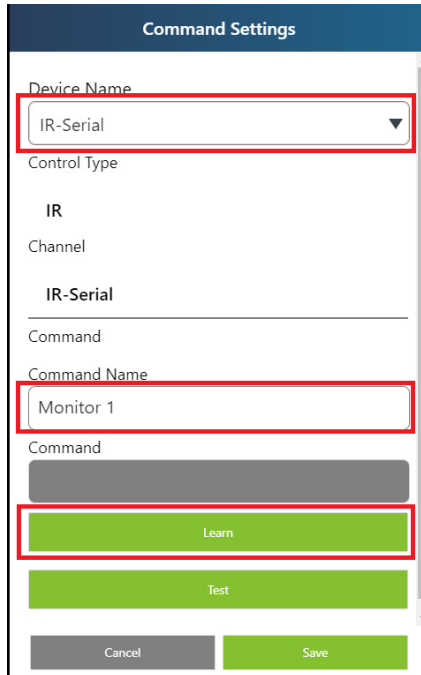 Command Settings
Device Name
IR-Serial
Control Type
IR
Channel
IR-Serial
Command
Command Name
Monitor 1
Command
Learn
Test
Cancel Save